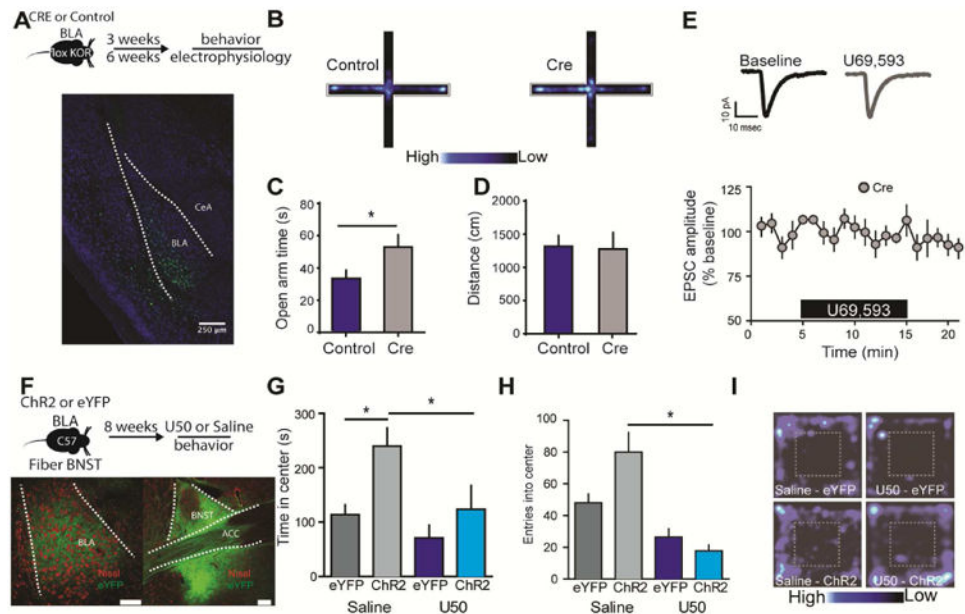 A
CRE or Control
BLA
flox KOR
3 weeks
6 weeks
behavior
electrophysiology
CeA
BLA
250 µm
B
Control
Cre
High
Low
C
Open arm time (s)
80
60
40
20
0
*
Control
Cre
D
Distance (cm)
2000
1500
1000
500
0
Control
Cre
E
Baseline
U69,593
10 pA
10 msec
Cre
EPSC amplitude
(% baseline)
125
100
75
50
U69,593
0 5 10 15 20
Time (min)
F
ChR2 or eYFP
BLA
C57
Fiber BNST
8 weeks
U50 or Saline
behavior
BLA
Nissl
eYFP
BNST
ACC
Nissl
eYFP
G
Time in center (s)
300
200
100
0
* *
eYFP ChR2 eYFP ChR2
Saline U50
H
Entries into center
100
80
60
40
20
0
*
eYFP ChR2 eYFP ChR2
Saline U50
I
Saline - eYFP
U50 - eYFP
Saline - ChR2
U50 - ChR2
High
Low